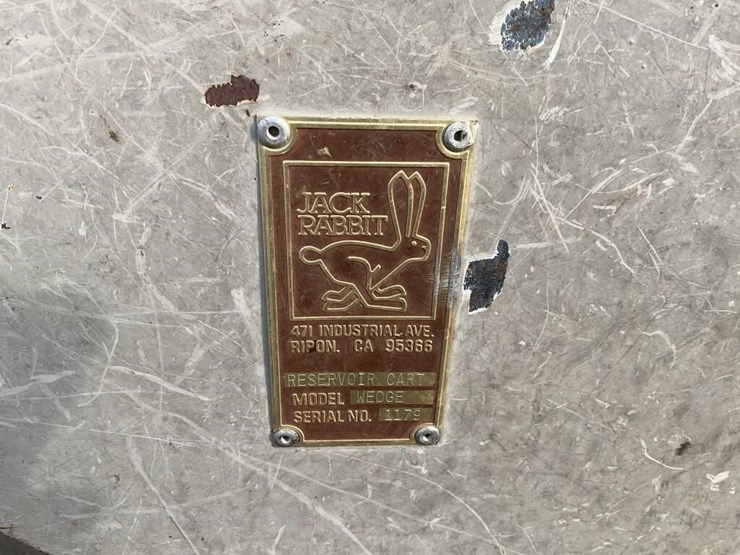 JACK
RABBIT
471 INDUSTRIAL AVE.
RIPON, CA 95366
RESERVOIR CART
MODEL WEDGE
SERIAL NO. 1179